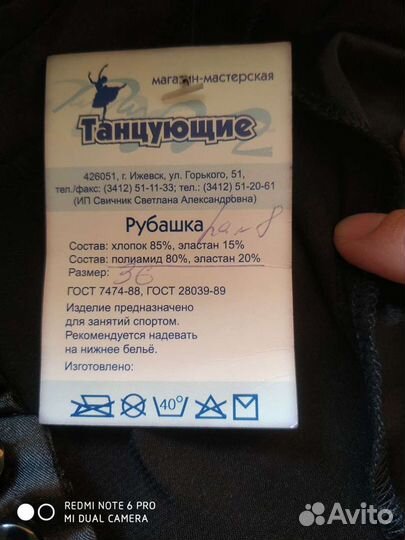 магазин-мастерская
Танцующие
426051, г. Ижевск, ул. Горького, 51,
тел./факс: (3412) 51-11-33; тел.: (3412) 51-20-61
(ИП Свичник Светлана Александровна)
Рубашка
Состав: хлопок 85%, эластан 15%
Состав: полиамид 80%, эластан 20%
Размер: 36
ГОСТ 7474-88, ГОСТ 28039-89
Изделие предназначено
для занятий спортом.
Рекомендуется надевать
на нижнее бельё.
Изготовлено:
40°
REDMI NOTE 6 PRO
MI DUAL CAMERA
Avito